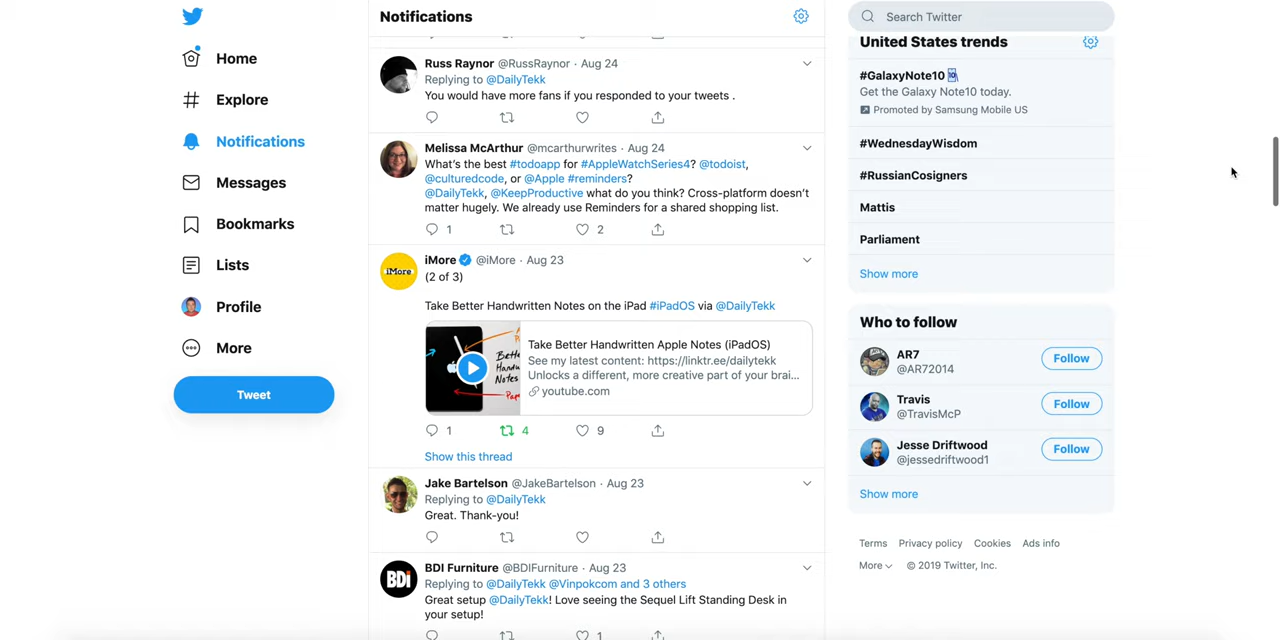 Home
Explore
Notifications
Messages
Bookmarks
Lists
Profile
More
Tweet
Notifications
Russ Raynor @RussRaynor · Aug 24
Replying to @DailyTekk
You would have more fans if you responded to your tweets .
Melissa McArthur @mcarthurwrites · Aug 24
What's the best #todoapp for #AppleWatchSeries4? @todoist,
@culturedcode, or @Apple #reminders?
@DailyTekk, @KeepProductive what do you think? Cross-platform doesn't
matter hugely. We already use Reminders for a shared shopping list.
1 2
iMore @iMore · Aug 23
(2 of 3)
Take Better Handwritten Notes on the iPad #iPadOS via @DailyTekk
iMore
Take Better Handwritten Apple Notes (iPadOS)
See my latest content: https://linktr.ee/dailytekk
Unlocks a different, more creative part of your brai...
youtube.com
1 4 9
Show this thread
Jake Bartelson @JakeBartelson · Aug 23
Replying to @DailyTekk
Great. Thank-you!
BDI Furniture @BDIFurniture · Aug 23
BDI
Replying to @DailyTekk @Vinpokcom and 3 others
Great setup @DailyTekk! Love seeing the Sequel Lift Standing Desk in
your setup!
1
Search Twitter
United States trends
#GalaxyNote10
Get the Galaxy Note10 today.
Promoted by Samsung Mobile US
#WednesdayWisdom
#RussianCosigners
Mattis
Parliament
Show more
Who to follow
AR7
@AR72014
Follow
Travis
@TravisMcP
Follow
Jesse Driftwood
@jessedriftwood1
Follow
Show more
Terms Privacy policy Cookies Ads info
More © 2019 Twitter, Inc.